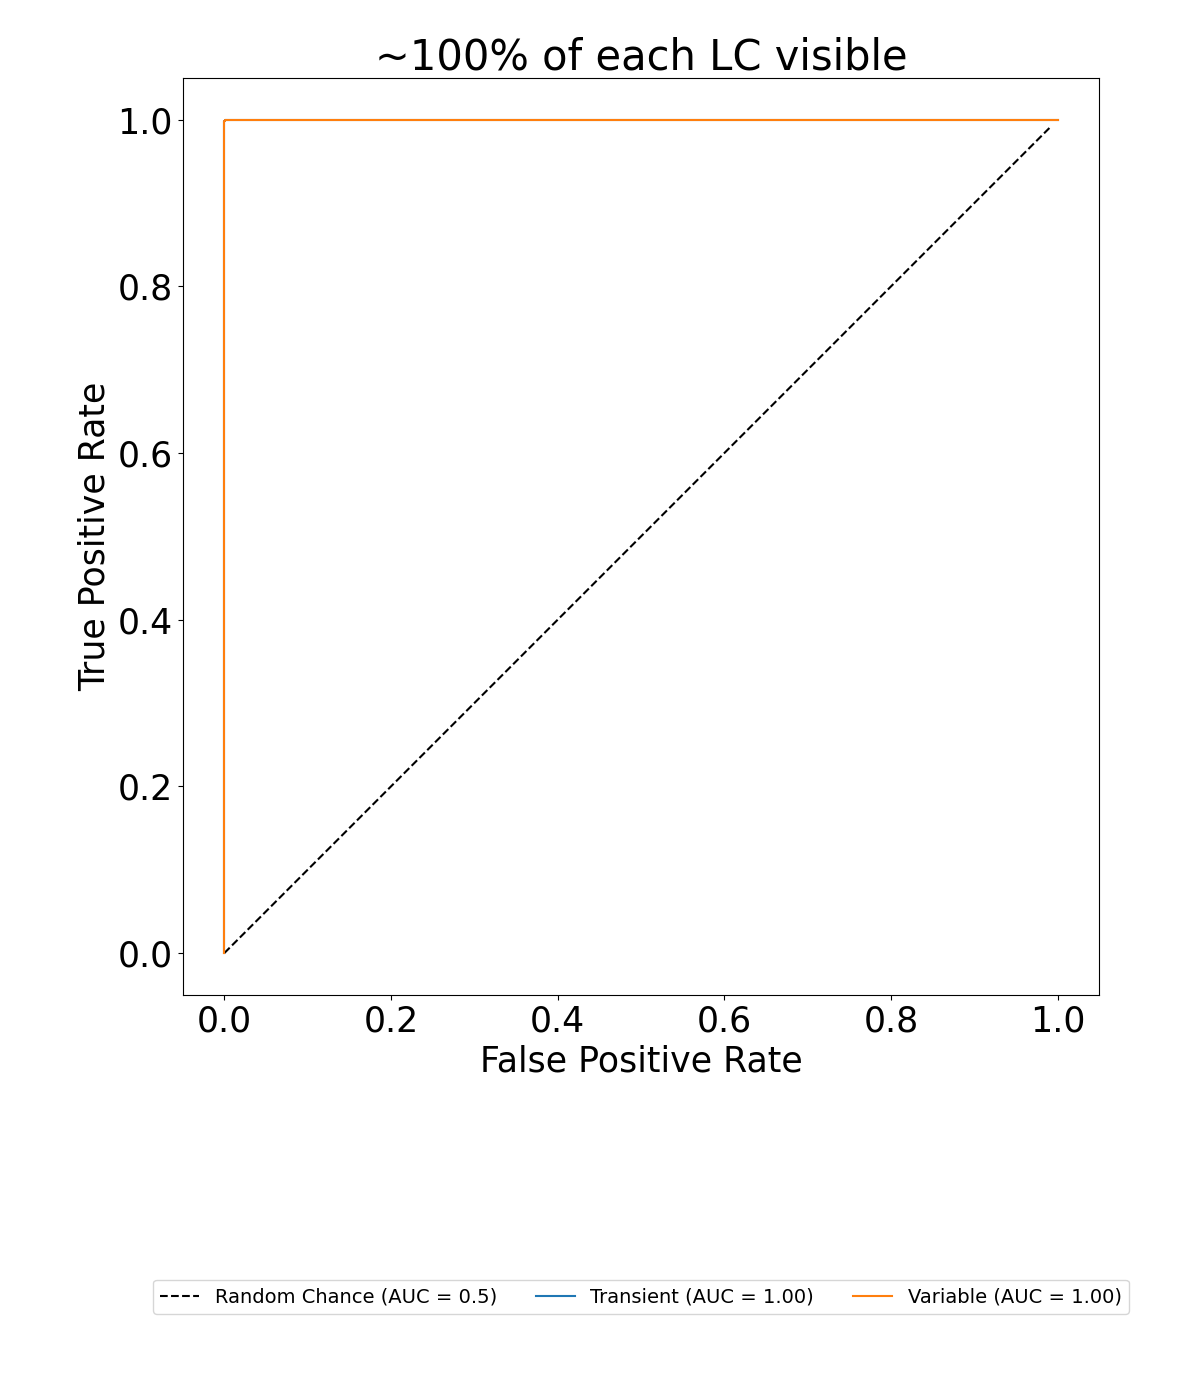 ~100% of each LC visible
True Positive Rate
1.0
0.8
0.6
0.4
0.2
0.0
0.0 0.2 0.4 0.6 0.8 1.0
False Positive Rate
Random Chance (AUC = 0.5) Transient (AUC = 1.00) Variable (AUC = 1.00)